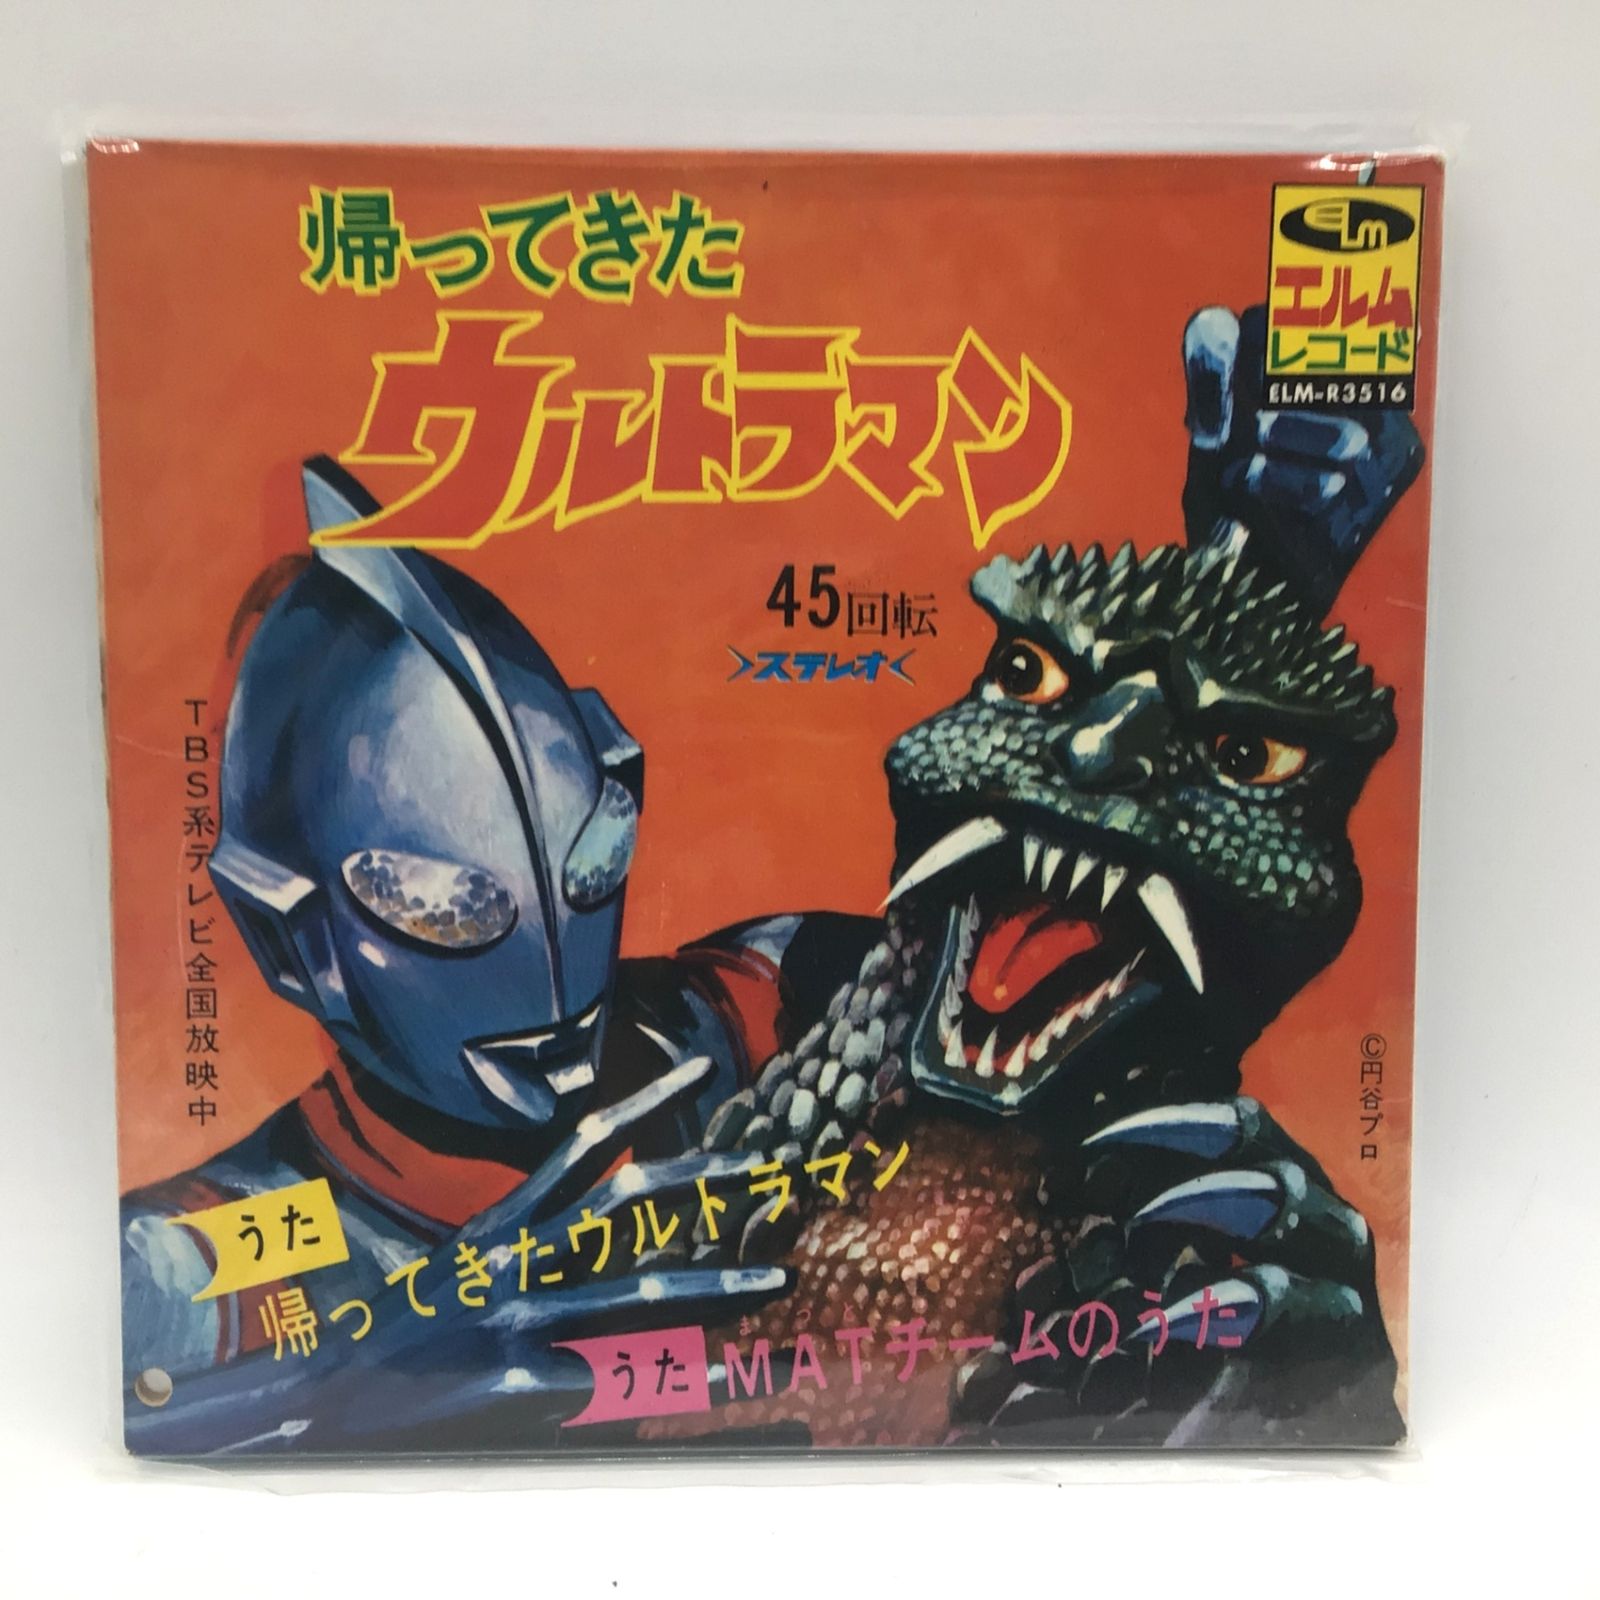 帰ってきた
ウルトラマン
ELM
エルム
レコード
ELM-R3516
45回転
ステレオ
TBS系テレビ全国放映中
©円谷プロ
うた
帰ってきたウルトラマン
まっと
うた MATチームのうた